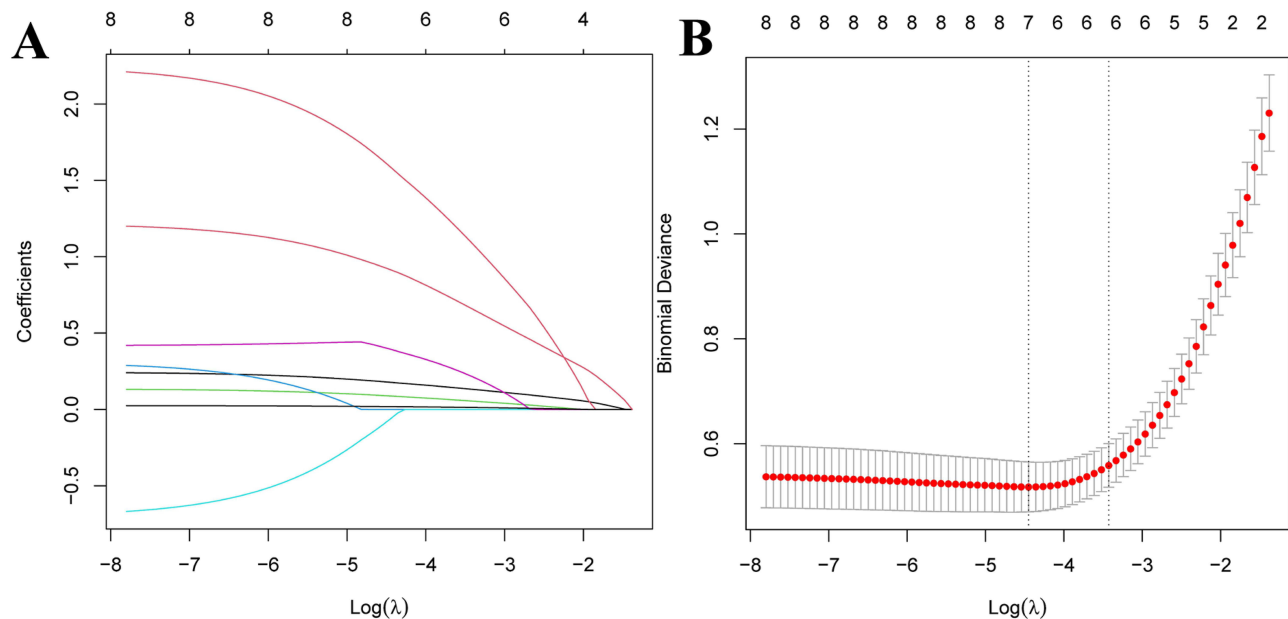 A
8 8 8 8 6 6 4
Coefficients
2.0
1.5
1.0
0.5
0.0
−0.5
−8 −7 −6 −5 −4 −3 −2
Log(λ)
B
8 8 8 8 8 8 8 7 6 6 6 6 5 5 2 2
Binomial Deviance
1.2
1.0
0.8
0.6
−8 −7 −6 −5 −4 −3 −2
Log(λ)